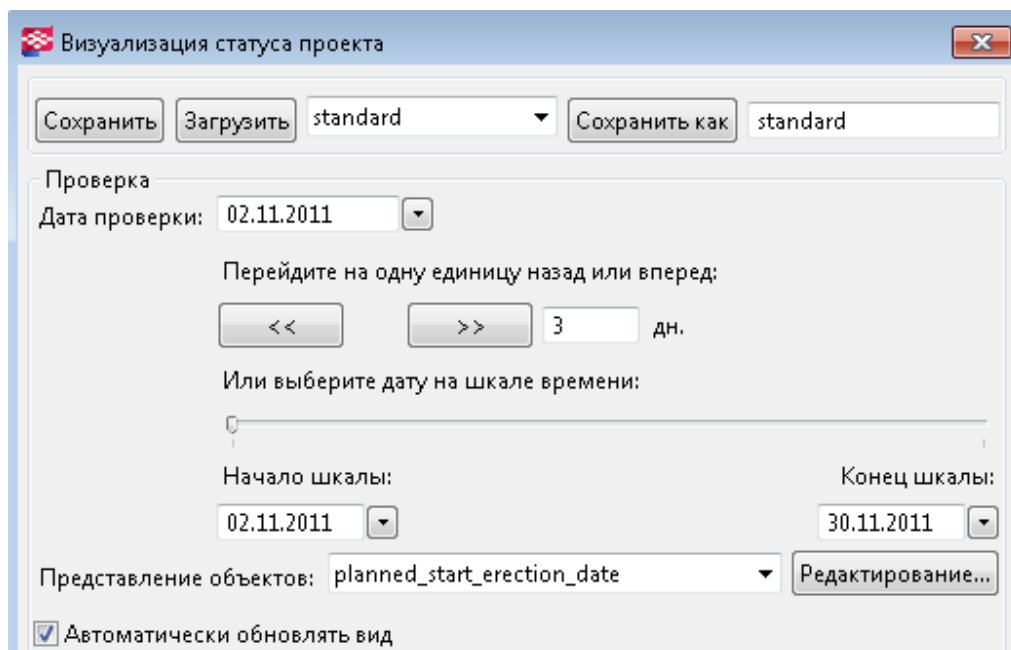 Визуализация статуса проекта
Сохранить Загрузить standard Сохранить как standard
Проверка
Дата проверки: 02.11.2011
Перейдите на одну единицу назад или вперед:
<< >> 3 дн.
Или выберите дату на шкале времени:
Начало шкалы: Конец шкалы:
02.11.2011 30.11.2011
Представление объектов: planned_start_erection_date Редактирование...
Автоматически обновлять вид